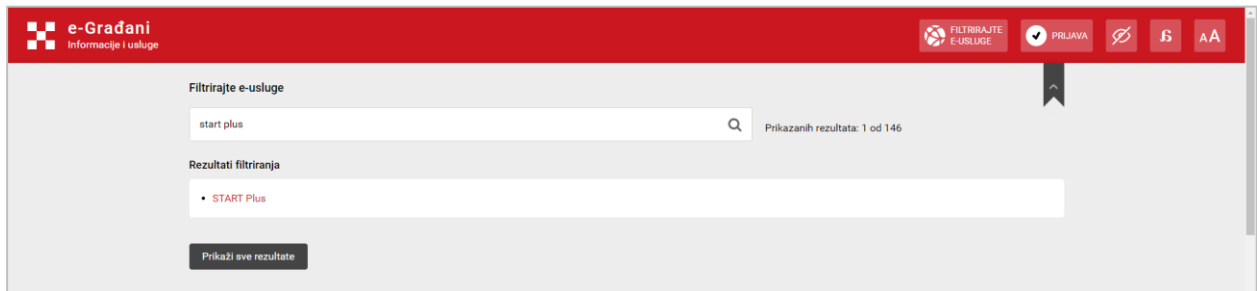 e-Građani
Informacije i usluge
FILTRIRAJTE
E-USLUGE
PRIJAVA
AA
Filtrirajte e-usluge
start plus
Prikazanih rezultata: 1 od 146
Rezultati filtriranja
• START Plus
Prikaži sve rezultate